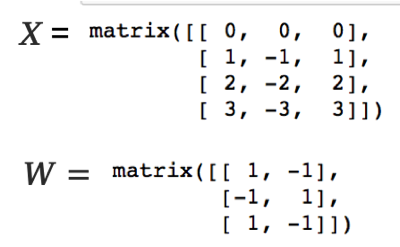 X = matrix([[ 0, 0, 0],
[ 1, -1, 1],
[ 2, -2, 2],
[ 3, -3, 3]])
W = matrix([[ 1, -1],
[-1, 1],
[ 1, -1]])